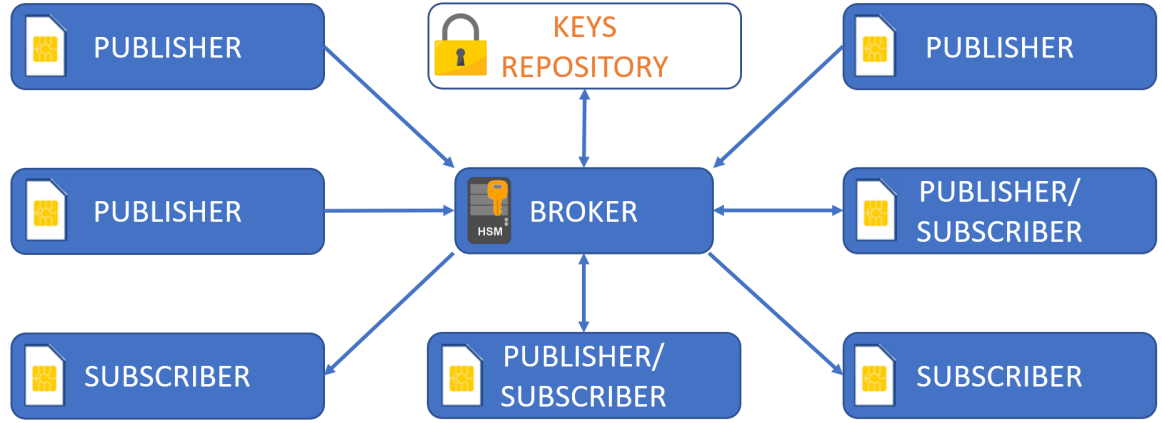 PUBLISHER
KEYS
REPOSITORY
PUBLISHER
PUBLISHER
HSM
BROKER
PUBLISHER/
SUBSCRIBER
SUBSCRIBER
PUBLISHER/
SUBSCRIBER
SUBSCRIBER